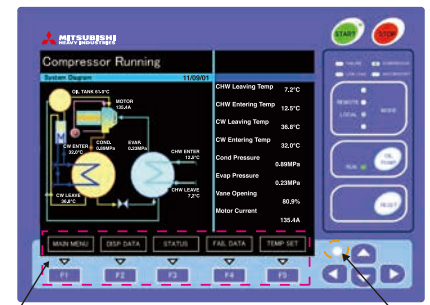 MITSUBISHI
HEAVY INDUSTRIES
START
STOP
Compressor Running
System Diagram 11/09/01
OIL TANK 51.0°C
MOTOR
135.4A
COND.
0.89MPa
EVAP.
0.23MPa
CW ENTER
32.0°C
CHW ENTER
12.5°C
CW LEAVE
36.8°C
CHW LEAVE
7.2°C
CHW Leaving Temp 7.2°C
CHW Entering Temp 12.5°C
CW Leaving Temp 36.8°C
CW Entering Temp 32.0°C
Cond Pressure 0.89MPa
Evap Pressure 0.23MPa
Vane Opening 80.9%
Motor Current 135.4A
MAIN MENU DISP DATA STATUS FAIL DATA TEMP SET
F1 F2 F3 F4 F5
FAILURE COMPRESSOR
REMOTE
LOCAL
MODE
RUN
OIL
PUMP
RESET